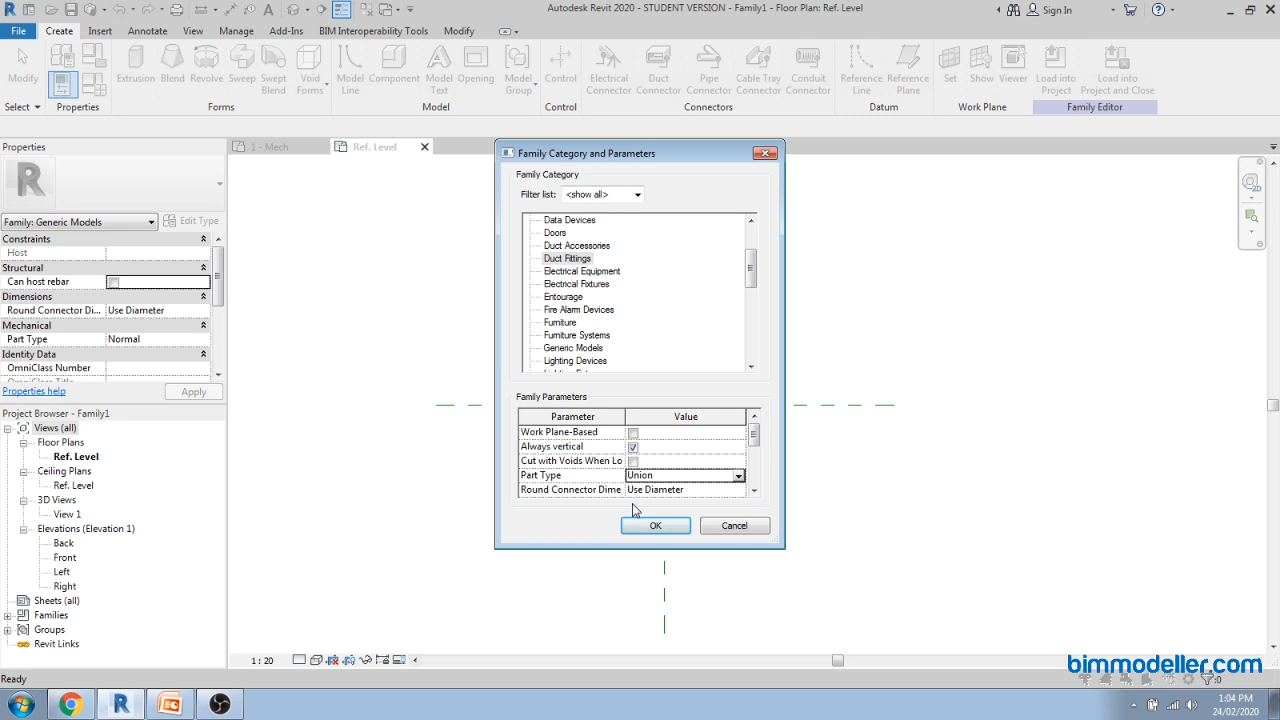 Autodesk Revit 2020 - STUDENT VERSION - Family1 - Floor Plan: Ref. Level
Sign In
File
Create
Insert
Annotate
View
Manage
Add-Ins
BIM Interoperability Tools
Modify
Modify
Extrusion
Blend
Revolve
Sweep
Swept Blend
Void Forms
Model Line
Component
Model Text
Opening
Model Group
Control
Electrical Connector
Duct Connector
Pipe Connector
Cable Tray Connector
Conduit Connector
Reference Line
Reference Plane
Set
Show
Viewer
Load into Project
Load into Project and Close
Select
Properties
Forms
Model
Control
Connectors
Datum
Work Plane
Family Editor
Properties
1 - Mech
Ref. Level
Family: Generic Models
Edit Type
Constraints
Host
Structural
Can host rebar
Dimensions
Round Connector Di...
Use Diameter
Mechanical
Part Type
Normal
Identity Data
OmniClass Number
OmniClass Title
Properties help
Apply
Project Browser - Family1
Views (all)
Floor Plans
Ref. Level
Ceiling Plans
Ref. Level
3D Views
View 1
Elevations (Elevation 1)
Back
Front
Left
Right
Sheets (all)
Families
Groups
Revit Links
Family Category and Parameters
Family Category
Filter list:
<show all>
Data Devices
Doors
Duct Accessories
Duct Fittings
Electrical Equipment
Electrical Fixtures
Entourage
Fire Alarm Devices
Furniture
Furniture Systems
Generic Models
Lighting Devices
Family Parameters
Parameter
Value
Work Plane-Based
Always vertical
Cut with Voids When Lo
Part Type
Union
Round Connector Dime
Use Diameter
OK
Cancel
2D
1 : 20
bimmodeller.com
Ready
:0
1:04 PM
24/02/2020